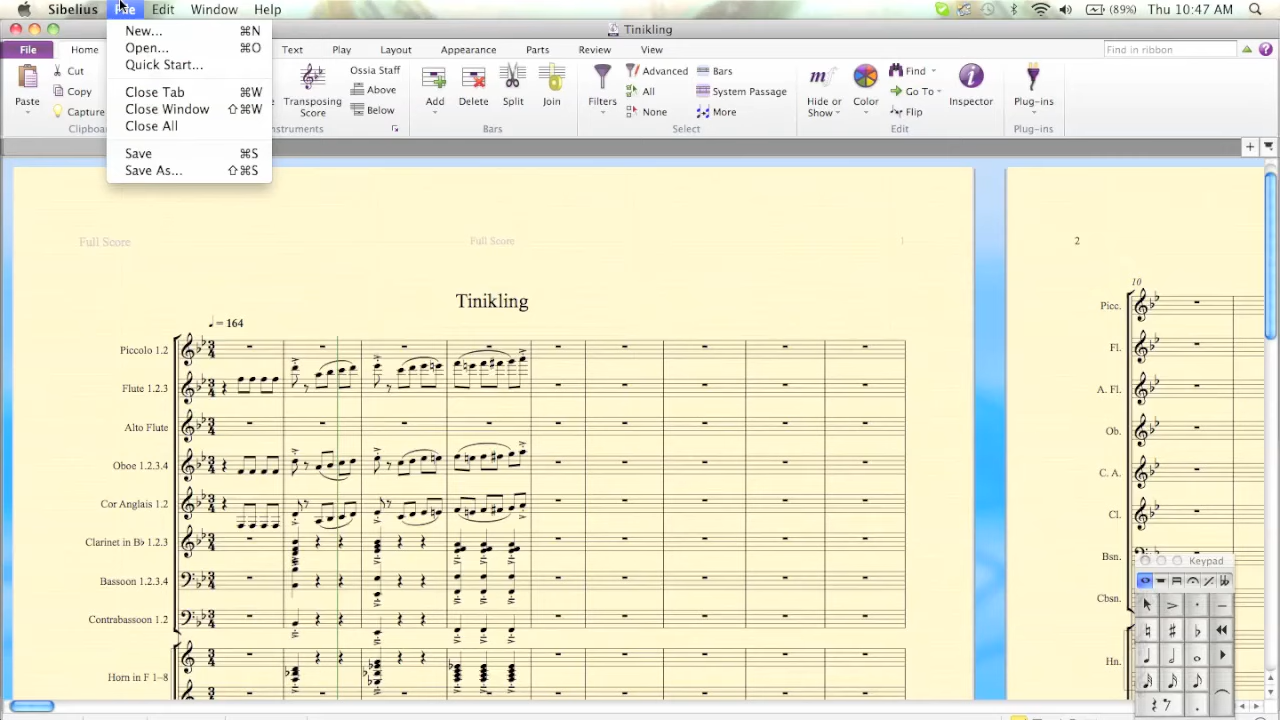 Sibelius File Edit Window Help (89%) Thu 10:47 AM
Tinikling
File Home Text Play Layout Appearance Parts Review View Find in ribbon
New... ⌘N
Open... ⌘O
Quick Start...
Close Tab ⌘W
Close Window ⇧⌘W
Close All
Save ⌘S
Save As... ⇧⌘S
Paste
Cut
Copy
Capture
Clipboa
Transposing
Score
Ossia Staff
Above
Below
nstruments
Add Delete Split Join
Bars
Filters
Advanced
All
None
Bars
System Passage
More
Select
Hide or
Show
Color
Find
Go To
Flip
Inspector
Edit
Plug-ins
Plug-ins
Full Score Full Score 1
Tinikling
= 164
Piccolo 1.2
Flute 1.2.3
Alto Flute
Oboe 1.2.3.4
Cor Anglais 1.2
Clarinet in B♭ 1.2.3
Bassoon 1.2.3.4
Contrabassoon 1.2
Horn in F 1–8
2
10
Picc.
Fl.
A. Fl.
Ob.
C. A.
Cl.
Bsn.
Cbsn.
Hn.
Keypad